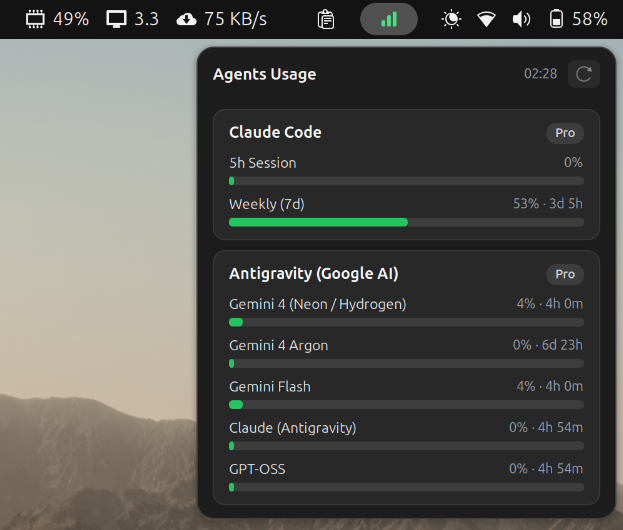 49% 3.3 75 KB/s 58%
Agents Usage 02:28
Claude Code Pro
5h Session 0%
Weekly (7d) 53% · 3d 5h
Antigravity (Google AI) Pro
Gemini 4 (Neon / Hydrogen) 4% · 4h 0m
Gemini 4 Argon 0% · 6d 23h
Gemini Flash 4% · 4h 0m
Claude (Antigravity) 0% · 4h 54m
GPT-OSS 0% · 4h 54m